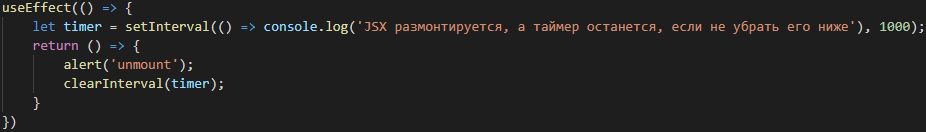 useEffect(() => {
    let timer = setInterval(() => console.log('JSX размонтируется, а таймер останется, если не убрать его ниже'), 1000);
    return () => {
        alert('unmount');
        clearInterval(timer);
    }
})